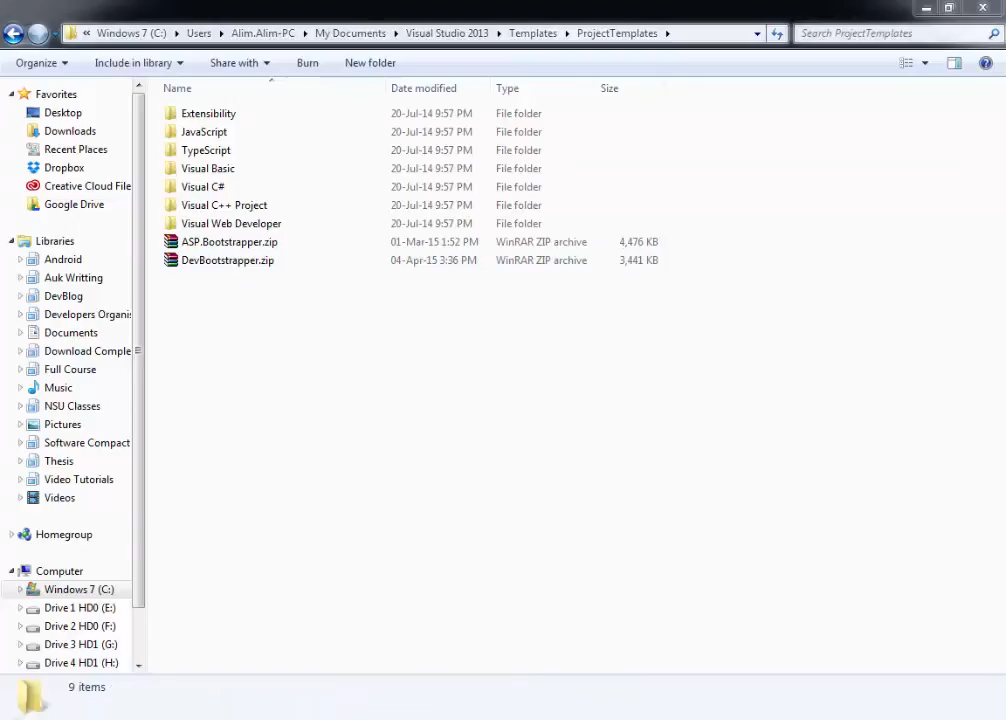 « Windows 7 (C:) Users Alim.Alim-PC My Documents Visual Studio 2013 Templates ProjectTemplates Search ProjectTemplates
Organize Include in library Share with Burn New folder
Name Date modified Type Size
Favorites
Desktop
Downloads
Recent Places
Dropbox
Creative Cloud File
Google Drive
Libraries
Android
Auk Writting
DevBlog
Developers Organis
Documents
Download Comple
Full Course
Music
NSU Classes
Pictures
Software Compact
Thesis
Video Tutorials
Videos
Homegroup
Computer
Windows 7 (C:)
Drive 1 HD0 (E:)
Drive 2 HD0 (F:)
Drive 3 HD1 (G:)
Drive 4 HD1 (H:)
Extensibility 20-Jul-14 9:57 PM File folder
JavaScript 20-Jul-14 9:57 PM File folder
TypeScript 20-Jul-14 9:57 PM File folder
Visual Basic 20-Jul-14 9:57 PM File folder
Visual C# 20-Jul-14 9:57 PM File folder
Visual C++ Project 20-Jul-14 9:57 PM File folder
Visual Web Developer 20-Jul-14 9:57 PM File folder
ASP.Bootstrapper.zip 01-Mar-15 1:52 PM WinRAR ZIP archive 4,476 KB
DevBootstrapper.zip 04-Apr-15 3:36 PM WinRAR ZIP archive 3,441 KB
9 items